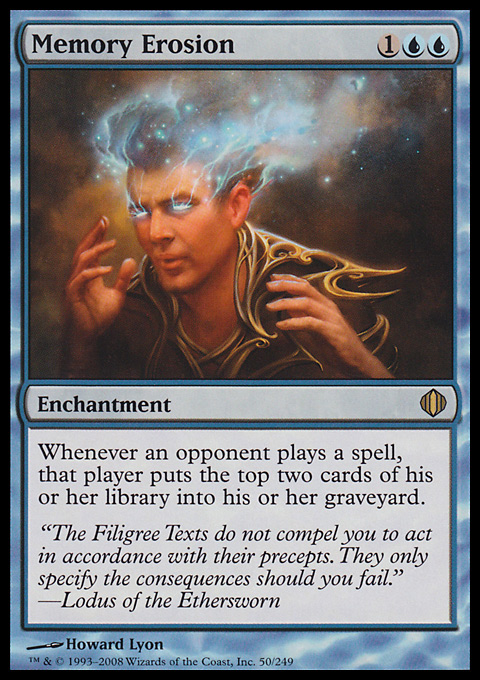 Memory Erosion 1
Enchantment
Whenever an opponent plays a spell,
that player puts the top two cards of his
or her library into his or her graveyard.
“The Filigree Texts do not compel you to act
in accordance with their precepts. They only
specify the consequences should you fail.”
—Lodus of the Ethersworn
Howard Lyon
™ & © 1993–2008 Wizards of the Coast, Inc. 50/249